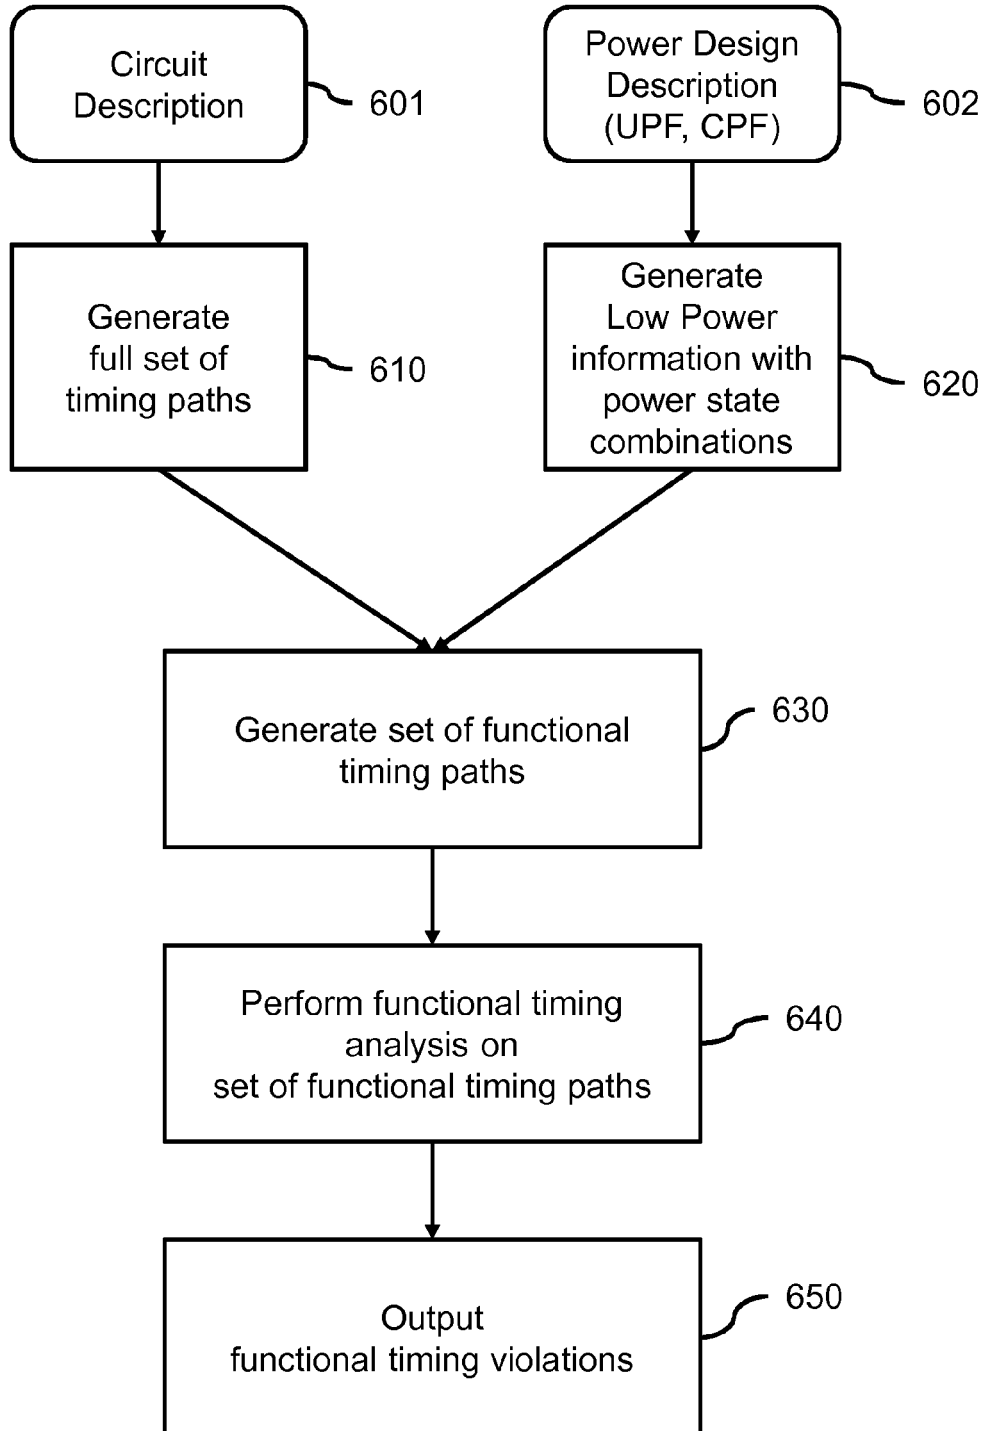 Circuit
Description
601
Power Design
Description
(UPF, CPF)
602
Generate
full set of
timing paths
610
Generate
Low Power
information with
power state
combinations
620
Generate set of functional
timing paths
630
Perform functional timing
analysis on
set of functional timing paths
640
Output
functional timing violations
650